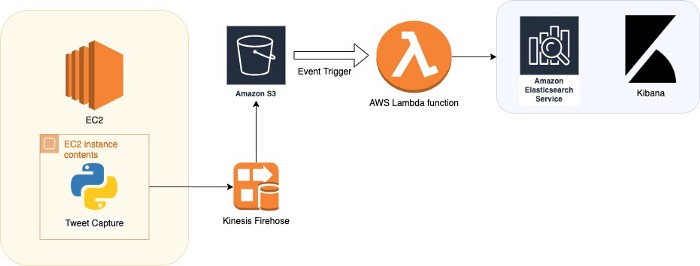 EC2
EC2 instance
contents
Tweet Capture
Kinesis Firehose
Amazon S3
Event Trigger
AWS Lambda function
Amazon
Elasticsearch
Service
Kibana